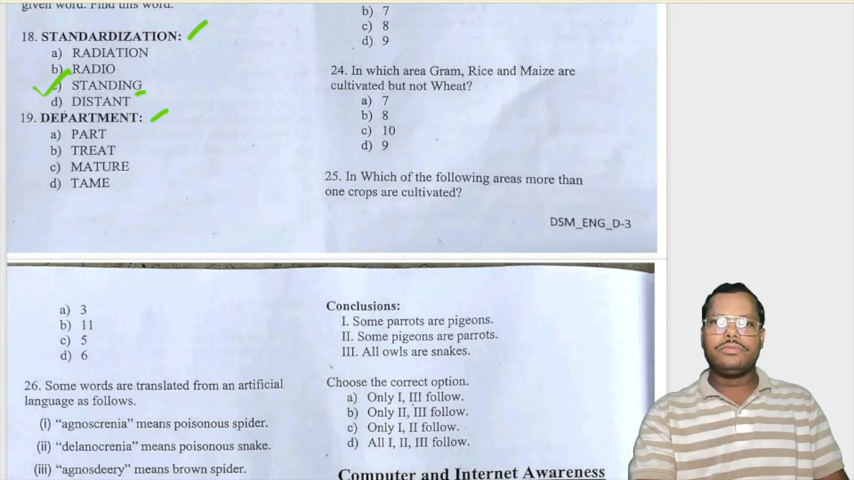 given word. Find this word.
18. STANDARDIZATION:
a) RADIATION
b) RADIO
c) STANDING
d) DISTANT
19. DEPARTMENT:
a) PART
b) TREAT
c) MATURE
d) TAME
b) 7
c) 8
d) 9
24. In which area Gram, Rice and Maize are
cultivated but not Wheat?
a) 7
b) 8
c) 10
d) 9
25. In Which of the following areas more than
one crops are cultivated?
DSM_ENG_D-3
a) 3
b) 11
c) 5
d) 6
26. Some words are translated from an artificial
language as follows.
(i) “agnoscrenia” means poisonous spider.
(ii) “delanocrenia” means poisonous snake.
(iii) “agnosdeery” means brown spider.
Conclusions:
I. Some parrots are pigeons.
II. Some pigeons are parrots.
III. All owls are snakes.
Choose the correct option.
a) Only I, III follow.
b) Only II, III follow.
c) Only I, II follow.
d) All I, II, III follow.
Computer and Internet Awareness